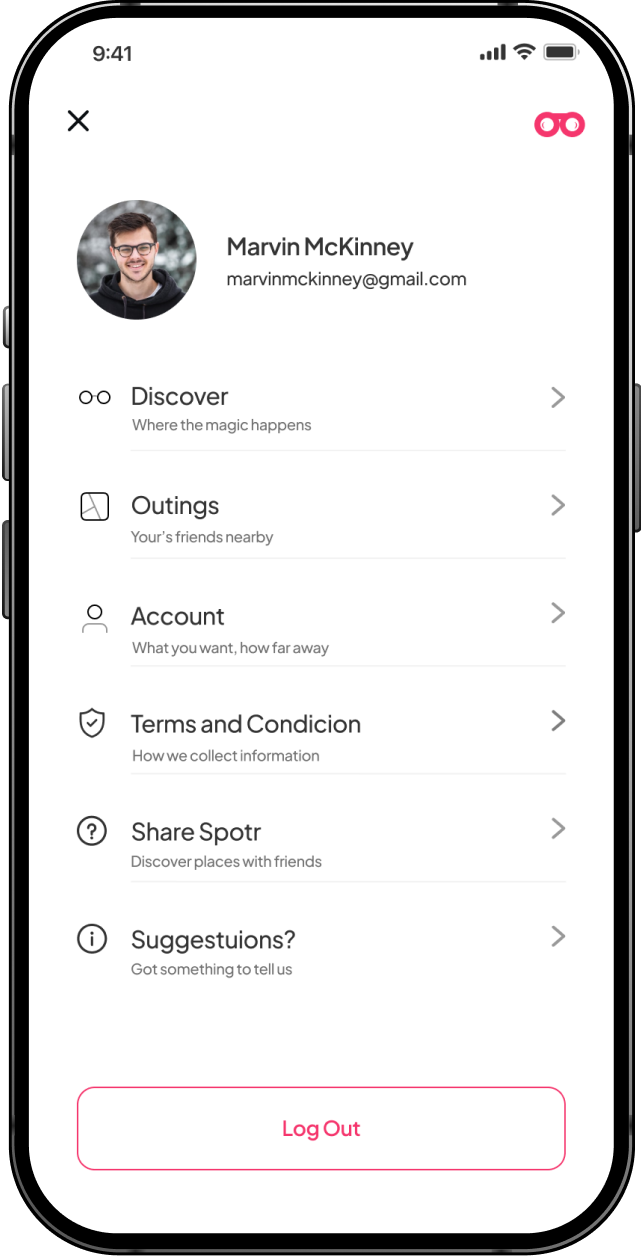 9:41
Marvin McKinney
marvinmckinney@gmail.com
Discover
Where the magic happens
Outings
Your's friends nearby
Account
What you want, how far away
Terms and Condicion
How we collect information
Share Spotr
Discover places with friends
Suggestuions?
Got something to tell us
Log Out